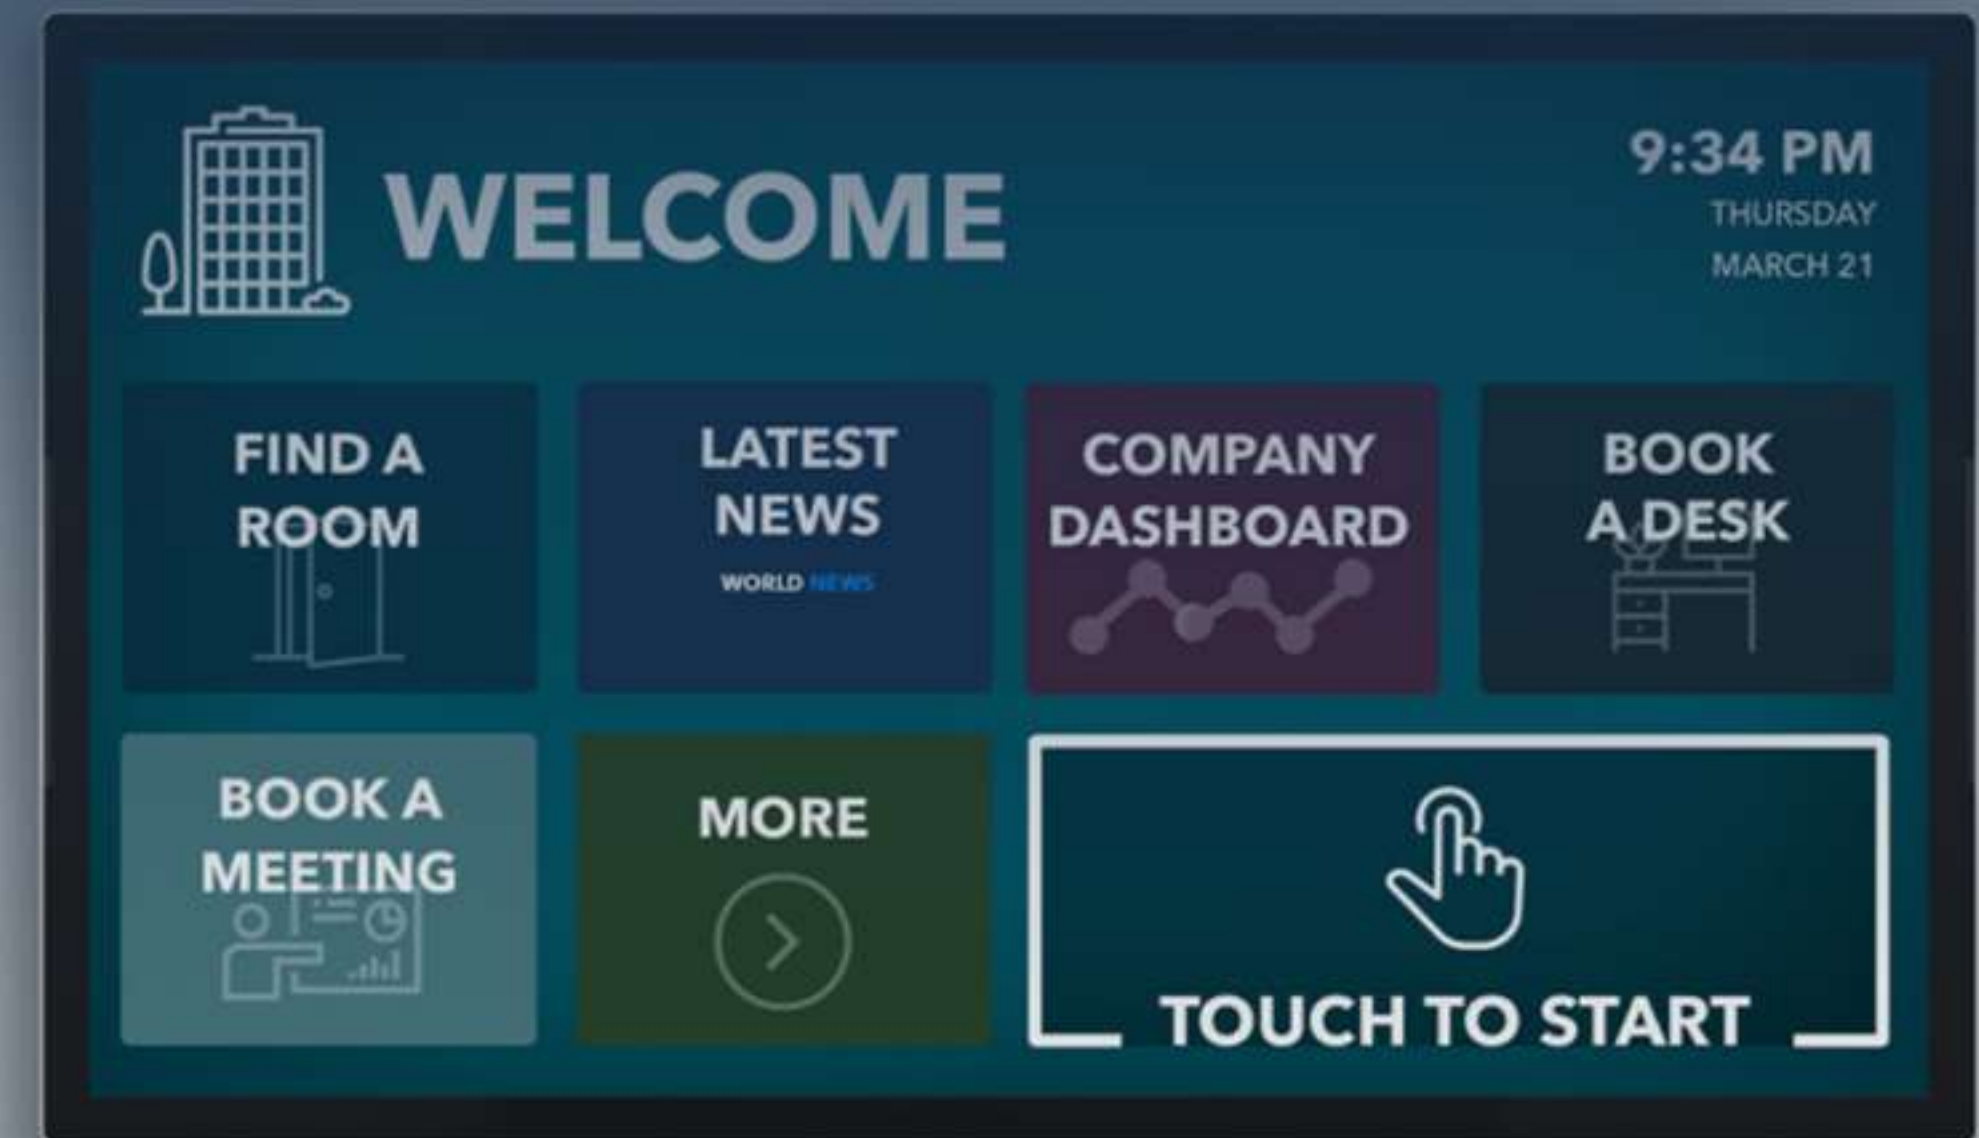 WELCOME
9:34 PM
THURSDAY
MARCH 21
FIND A
ROOM
LATEST
NEWS
WORLD NEWS
COMPANY
DASHBOARD
BOOK
A DESK
BOOK A
MEETING
MORE
TOUCH TO START